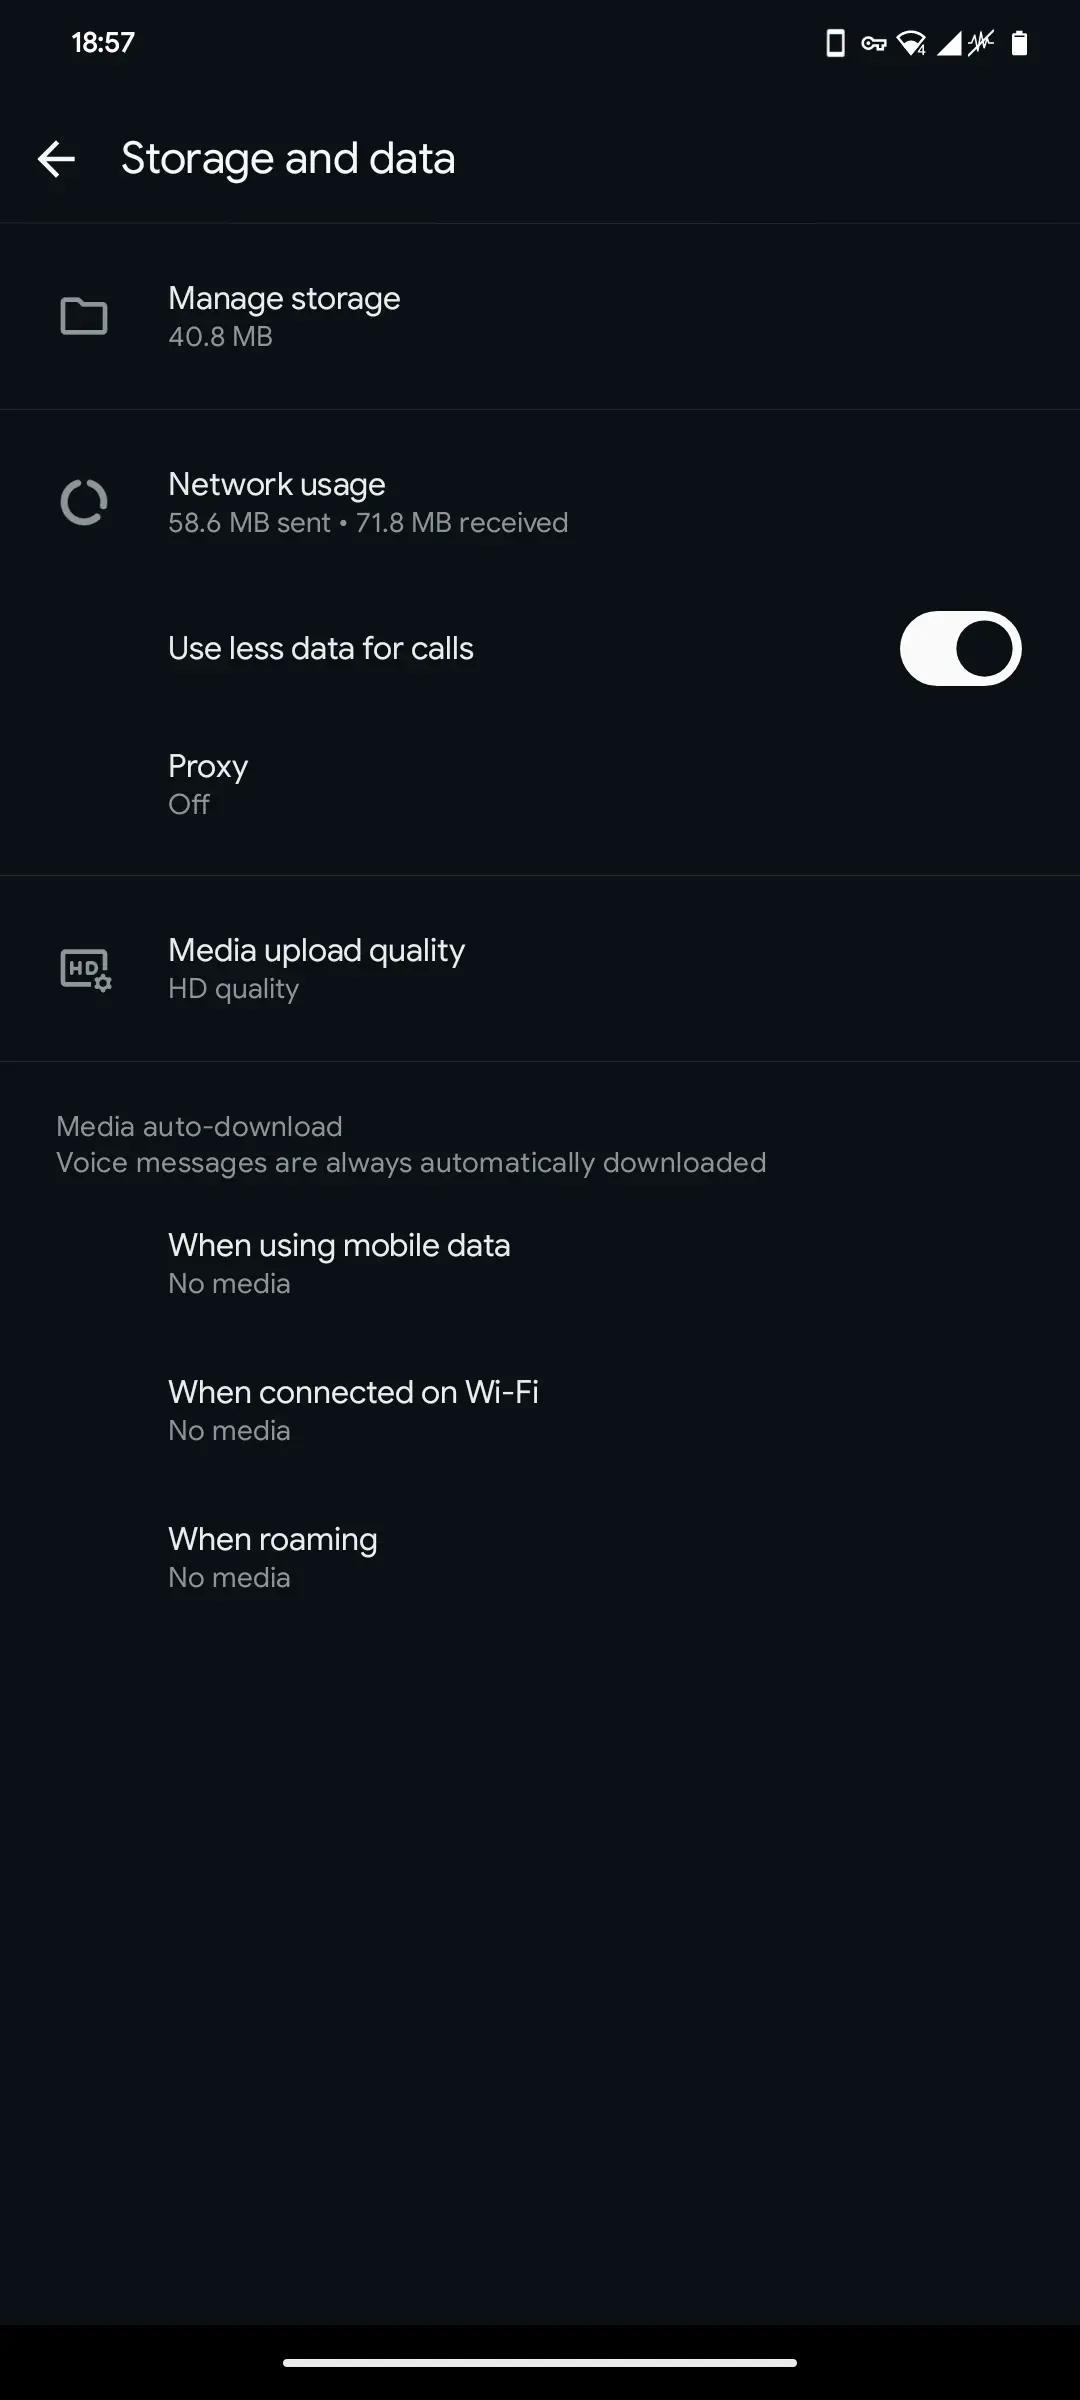 18:57
4
Storage and data
Manage storage
40.8 MB
Network usage
58.6 MB sent • 71.8 MB received
Use less data for calls
Proxy
Off
HD
Media upload quality
HD quality
Media auto-download
Voice messages are always automatically downloaded
When using mobile data
No media
When connected on Wi-Fi
No media
When roaming
No media